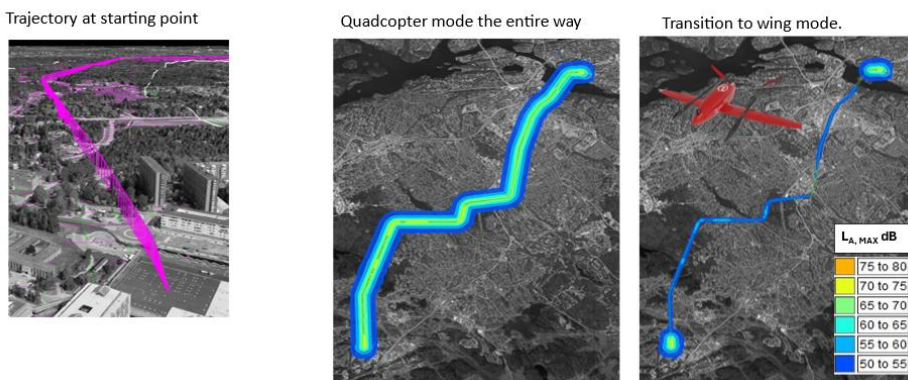 Trajectory at starting point
Quadcopter mode the entire way
Transition to wing mode.
L A, MAX dB
75 to 80
70 to 75
65 to 70
60 to 65
55 to 60
50 to 55